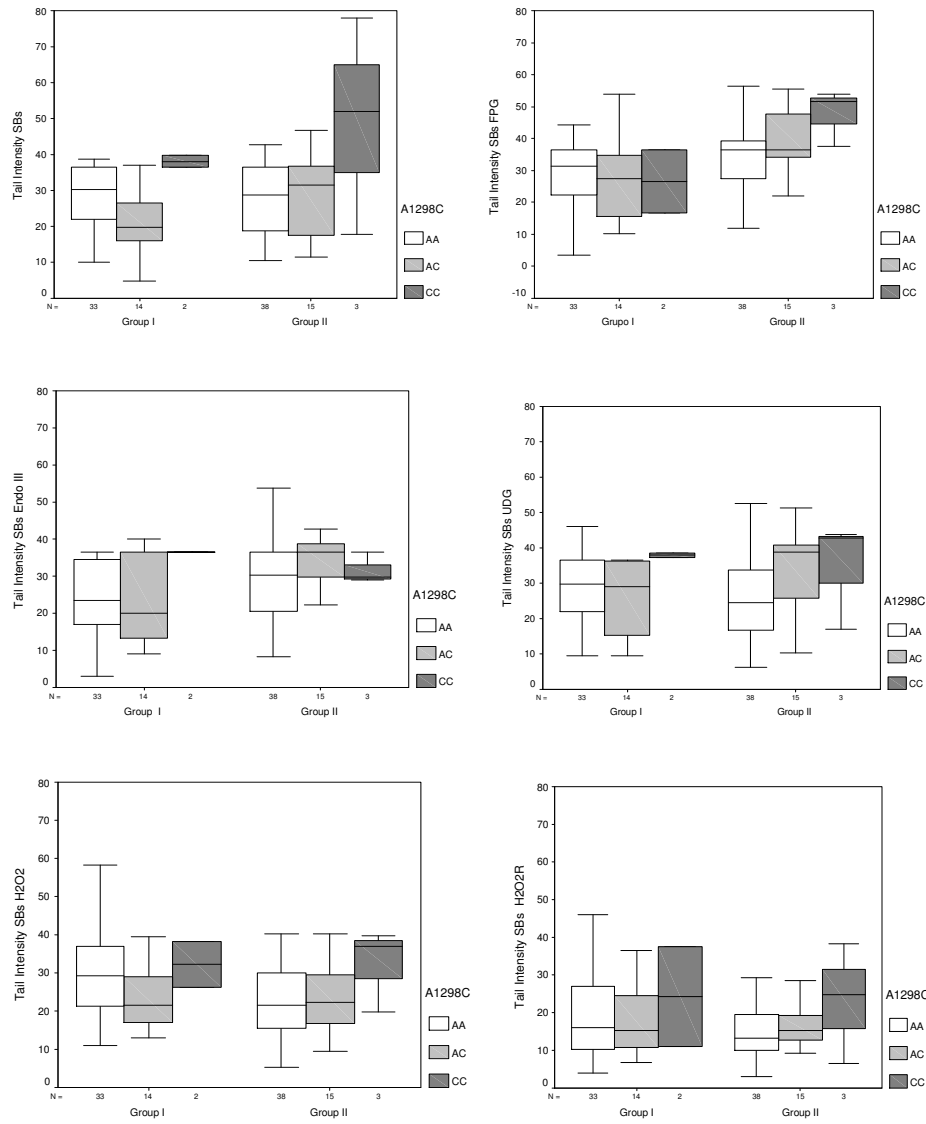 80
70
60
50
40
30
20
10
0
Tail Intensity SBs
N =
33
14
2
38
15
3
Group I
Group II
A1298C
AA
AC
CC
80
70
60
50
40
30
20
10
0
-10
Tail Intensity SBs FPG
33
14
2
38
15
3
Grupo I
Group II
A1298C
AA
AC
CC
80
70
60
50
40
30
20
10
0
Tail Intensity SBs Endo III
N =
33
14
2
38
15
3
Group I
Group II
A1298C
AA
AC
CC
80
70
60
50
40
30
20
10
0
Tail Intensity SBs UDG
N =
33
14
2
38
15
3
Group I
Group II
A1298C
AA
AC
CC
80
70
60
50
40
30
20
10
0
Tail Intensity SBs H2O2
N =
33
14
2
38
15
3
Group I
Group II
A1298C
AA
AC
CC
80
70
60
50
40
30
20
10
0
Tail Intensity SBs H2O2R
N =
33
14
2
38
15
3
Group I
Group II
A1298C
AA
AC
CC